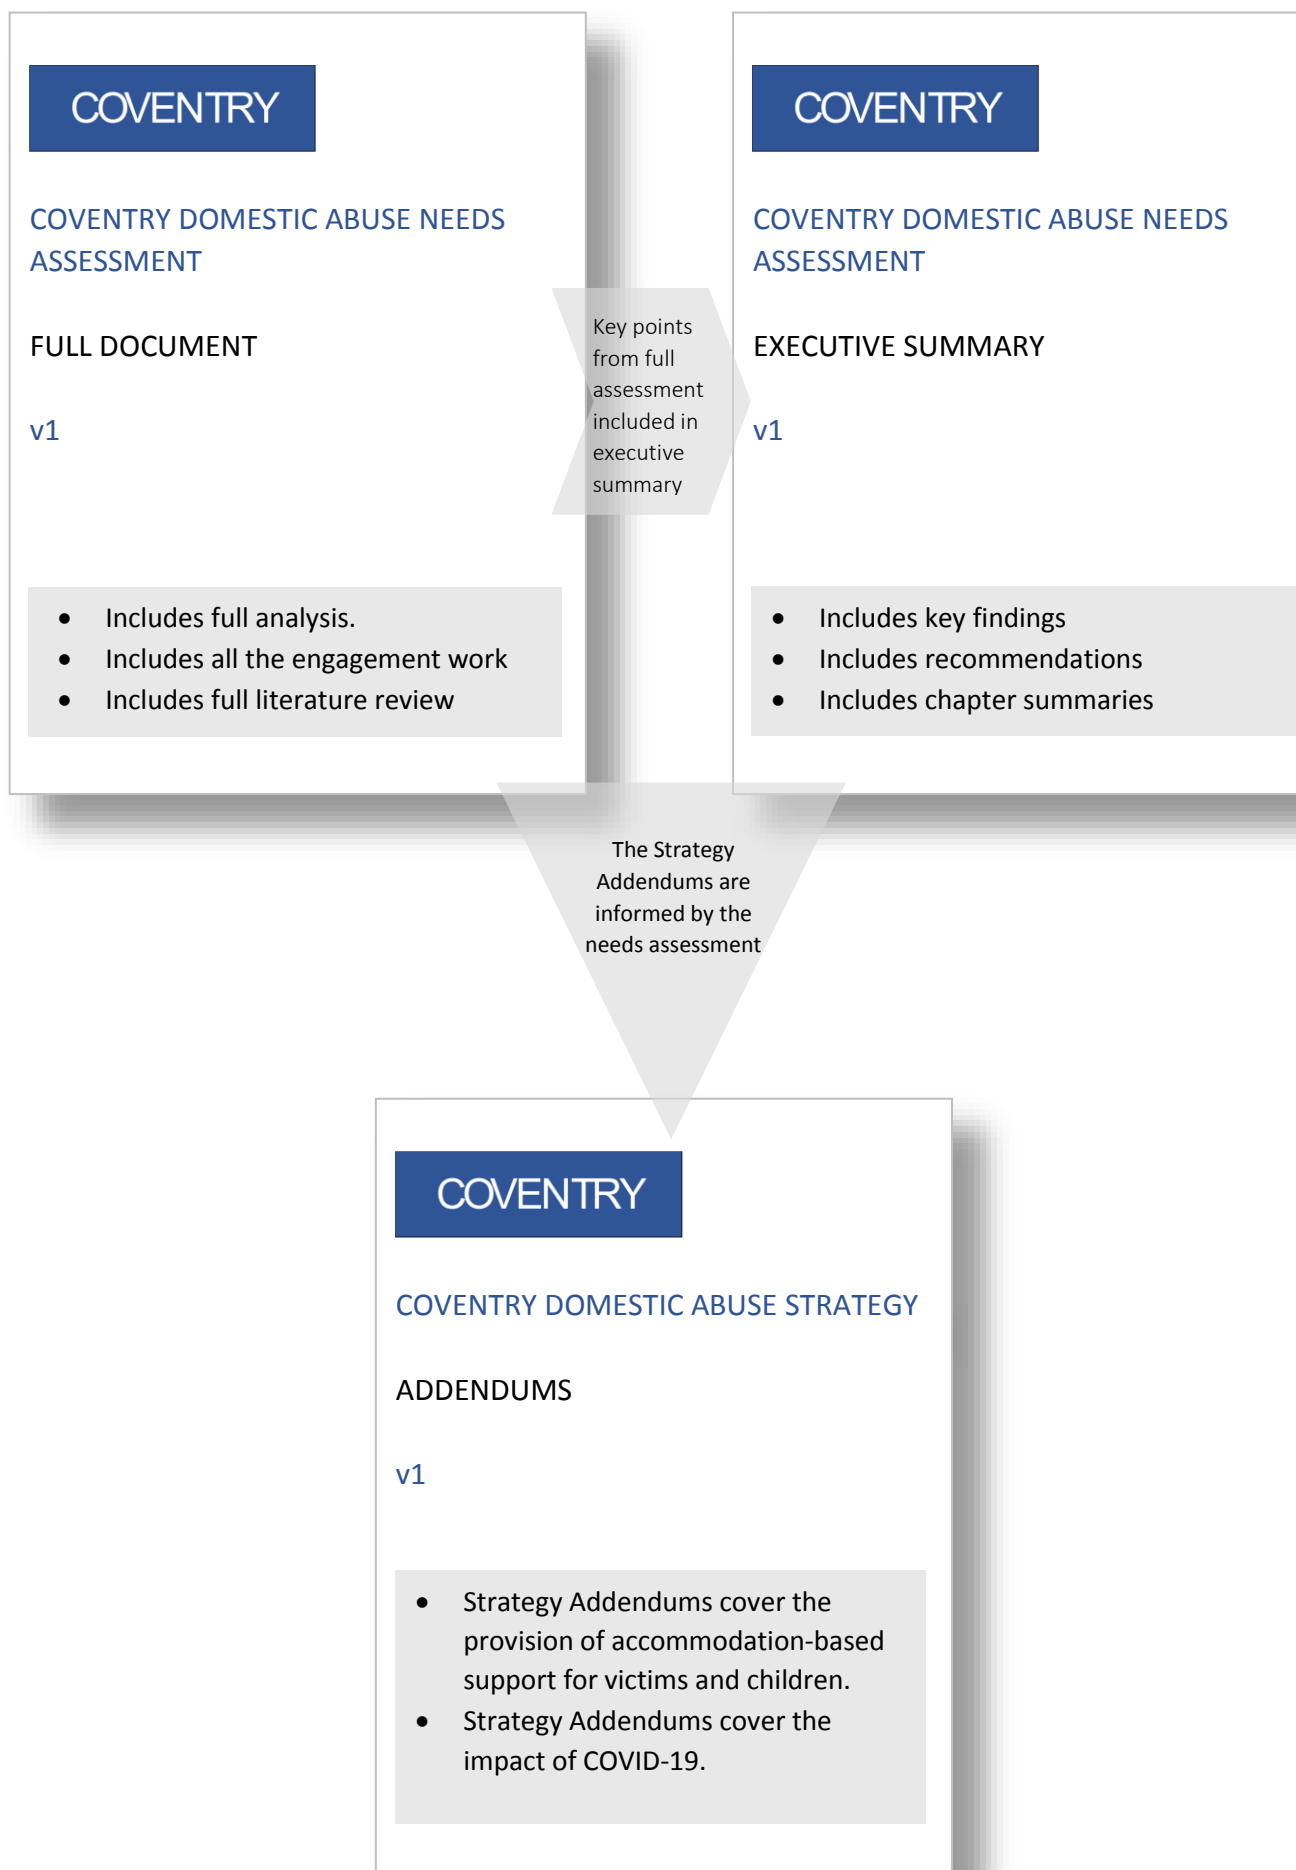 COVENTRY
COVENTRY DOMESTIC ABUSE NEEDS
ASSESSMENT
FULL DOCUMENT
v1
• Includes full analysis.
• Includes all the engagement work
• Includes full literature review
Key points
from full
assessment
included in
executive
summary
COVENTRY
COVENTRY DOMESTIC ABUSE NEEDS
ASSESSMENT
EXECUTIVE SUMMARY
v1
• Includes key findings
• Includes recommendations
• Includes chapter summaries
The Strategy
Addendums are
informed by the
needs assessment
COVENTRY
COVENTRY DOMESTIC ABUSE STRATEGY
ADDENDUMS
v1
• Strategy Addendums cover the
provision of accommodation-based
support for victims and children.
• Strategy Addendums cover the
impact of COVID-19.